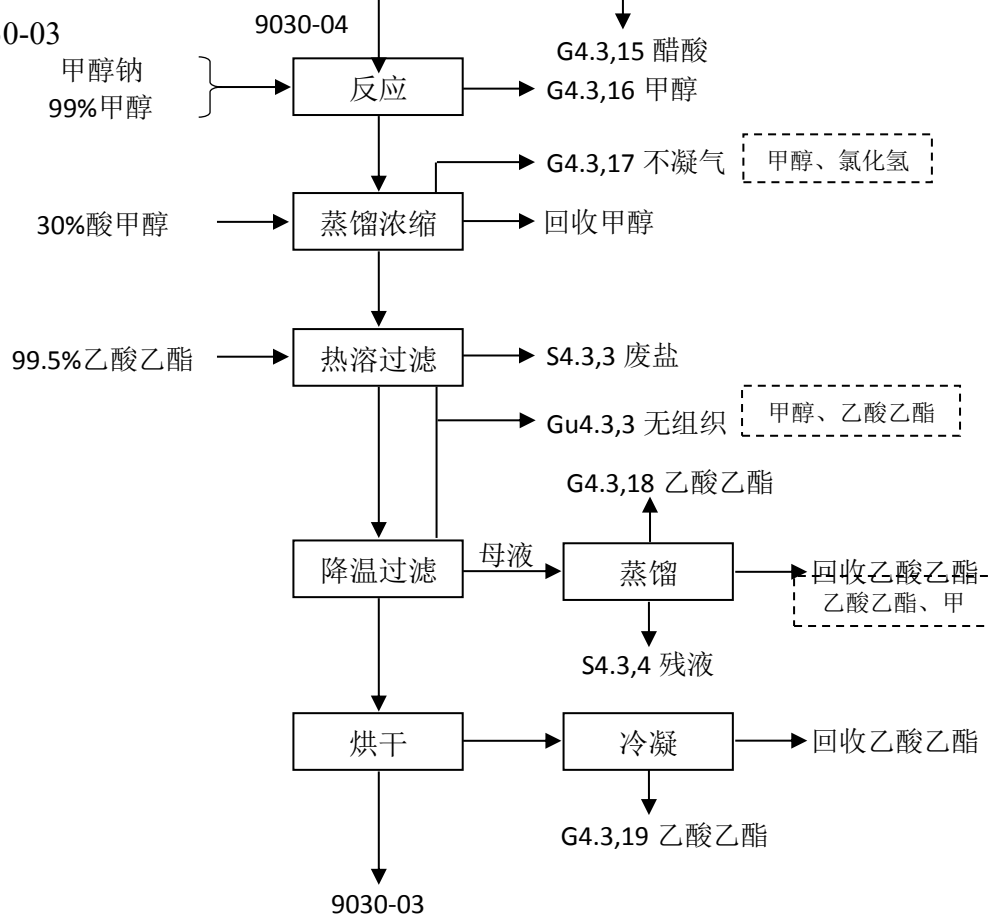 0-03
9030-04
G4.3,15 醋酸
甲醇钠
99%甲醇
反应
G4.3,16 甲醇
G4.3,17 不凝气
甲醇、氯化氢
30%酸甲醇
蒸馏浓缩
回收甲醇
99.5%乙酸乙酯
热溶过滤
S4.3,3 废盐
Gu4.3,3 无组织
甲醇、乙酸乙酯
G4.3,18 乙酸乙酯
降温过滤
母液
蒸馏
回收乙酸乙酯
乙酸乙酯、甲
S4.3,4 残液
烘干
冷凝
回收乙酸乙酯
G4.3,19 乙酸乙酯
9030-03